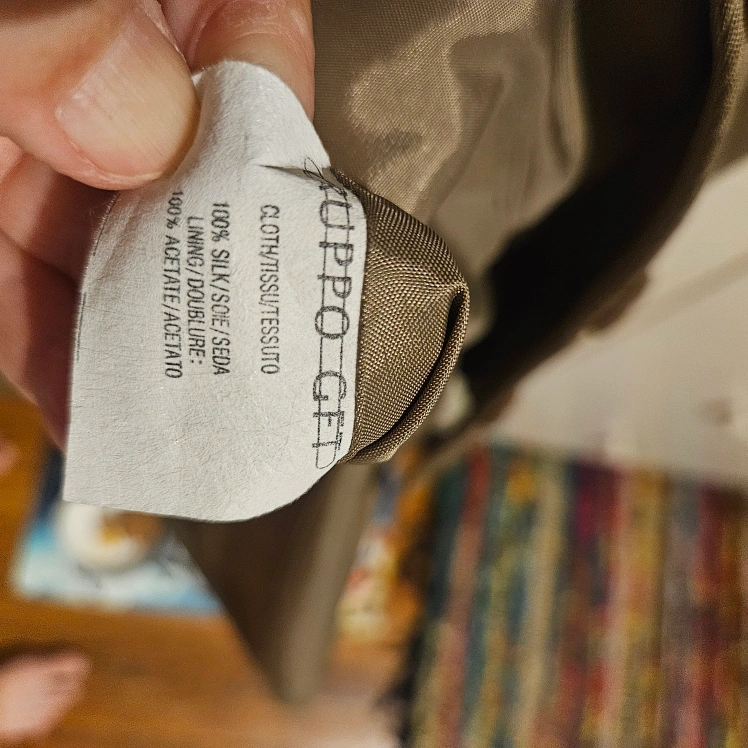 GRUPPO GFT
CLOTH/TISSU/TESSUTO
100% SILK/SOIE/SEDA
LINING/DOUBLURE:
100% ACETATE/ACETATO